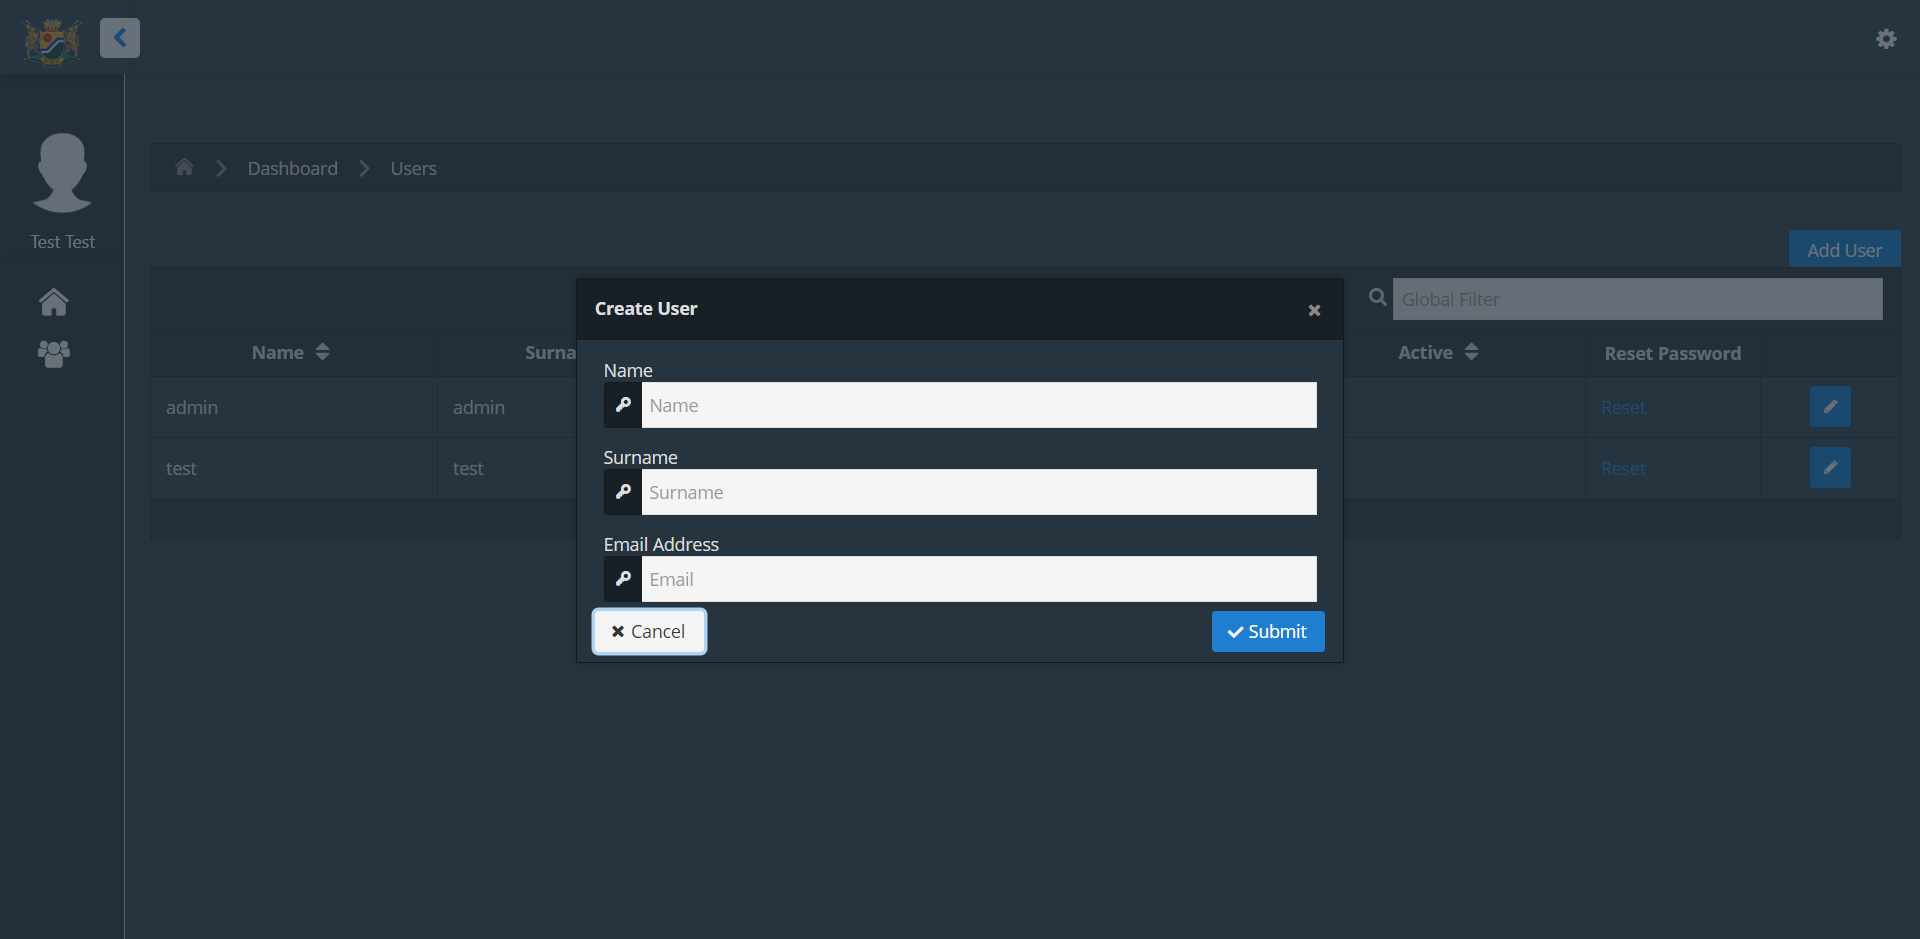 Test Test
Dashboard
Users
Add User
Global Filter
Name
Surna
Active
Reset Password
admin
admin
Reset
test
test
Reset
Create User
Name
Name
Surname
Surname
Email Address
Email
Cancel
Submit